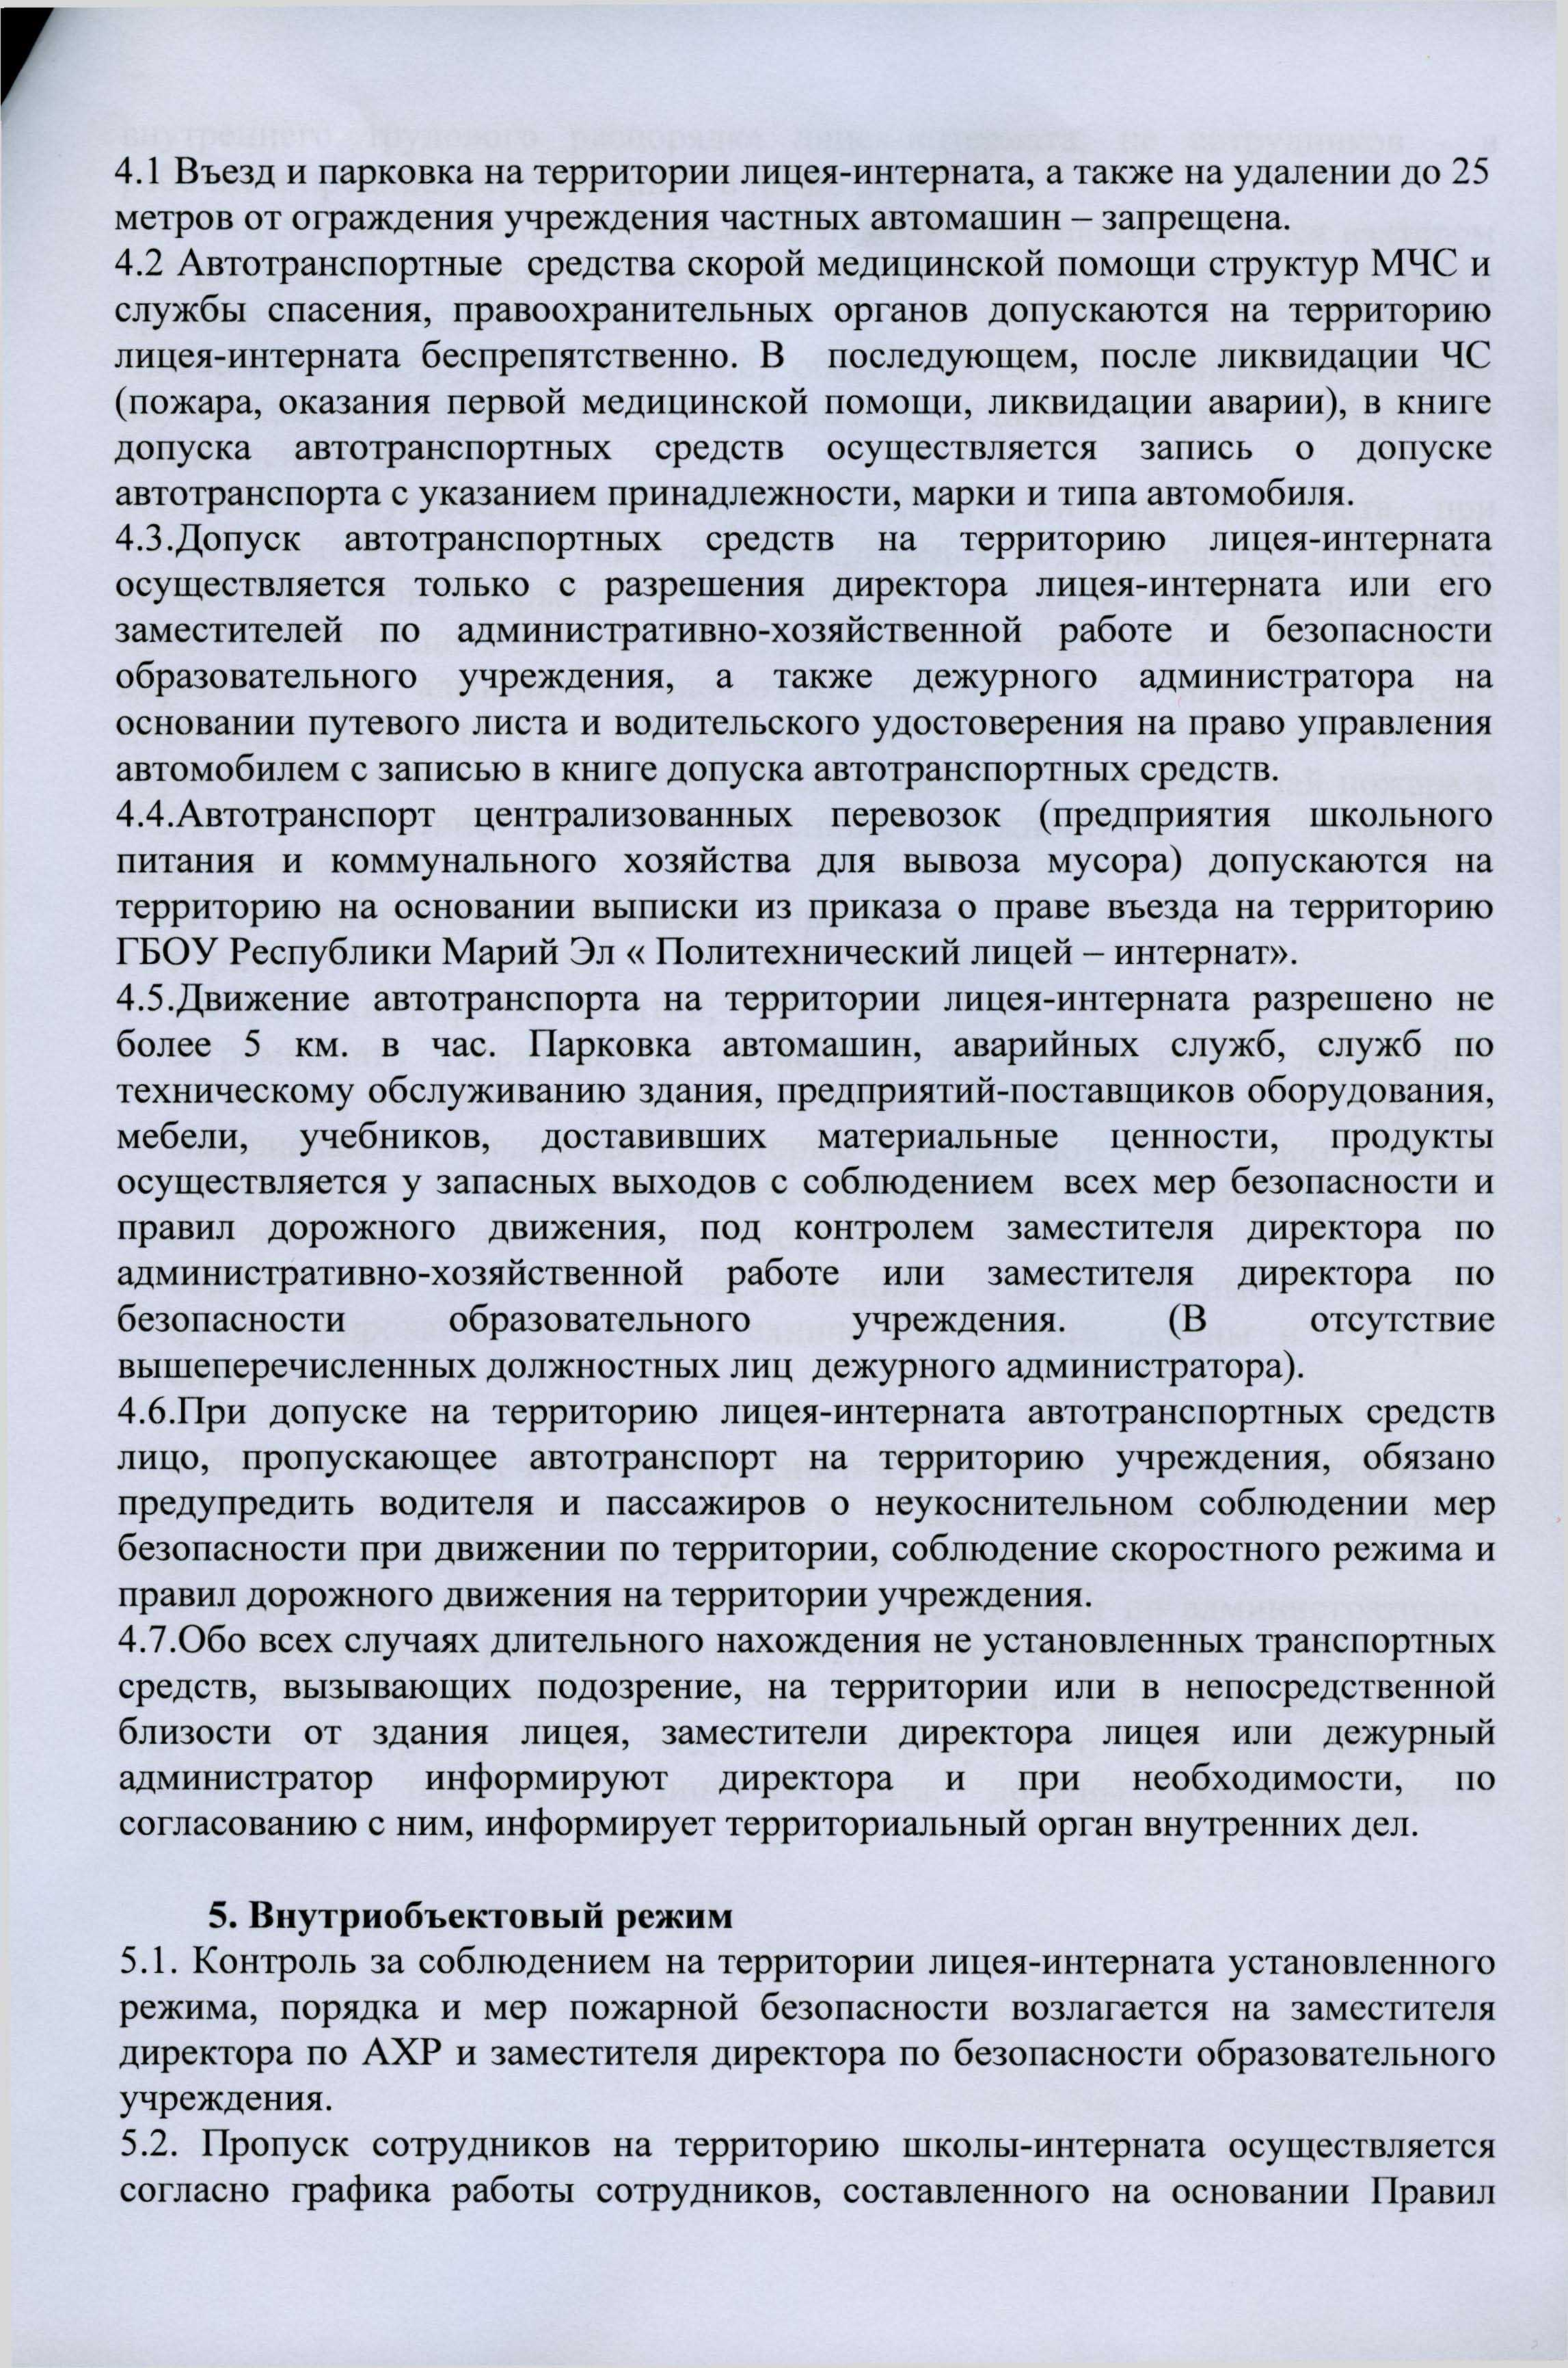 4.1 Въезд и парковка на территории лицея-интерната, а также на удалении до 25
метров от ограждения учреждения частных автомашин – запрещена.
4.2 Автотранспортные средства скорой медицинской помощи структур МЧС и
службы спасения, правоохранительных органов допускаются на территорию
лицея-интерната беспрепятственно. В последующем, после ликвидации ЧС
(пожара, оказания первой медицинской помощи, ликвидации аварии), в книге
допуска автотранспортных средств осуществляется запись о допуске
автотранспорта с указанием принадлежности, марки и типа автомобиля.
4.3.Допуск автотранспортных средств на территорию лицея-интерната
осуществляется только с разрешения директора лицея-интерната или его
заместителей по административно-хозяйственной работе и безопасности
образовательного учреждения, а также дежурного администратора на
основании путевого листа и водительского удостоверения на право управления
автомобилем с записью в книге допуска автотранспортных средств.
4.4.Автотранспорт централизованных перевозок (предприятия школьного
питания и коммунального хозяйства для вывоза мусора) допускаются на
территорию на основании выписки из приказа о праве въезда на территорию
ГБОУ Республики Марий Эл « Политехнический лицей – интернат».
4.5.Движение автотранспорта на территории лицея-интерната разрешено не
более 5 км. в час. Парковка автомашин, аварийных служб, служб по
техническому обслуживанию здания, предприятий-поставщиков оборудования,
мебели, учебников, доставивших материальные ценности, продукты
осуществляется у запасных выходов с соблюдением всех мер безопасности и
правил дорожного движения, под контролем заместителя директора по
административно-хозяйственной работе или заместителя директора по
безопасности образовательного учреждения. (В отсутствие
вышеперечисленных должностных лиц дежурного администратора).
4.6.При допуске на территорию лицея-интерната автотранспортных средств
лицо, пропускающее автотранспорт на территорию учреждения, обязано
предупредить водителя и пассажиров о неукоснительном соблюдении мер
безопасности при движении по территории, соблюдение скоростного режима и
правил дорожного движения на территории учреждения.
4.7.Обо всех случаях длительного нахождения не установленных транспортных
средств, вызывающих подозрение, на территории или в непосредственной
близости от здания лицея, заместители директора лицея или дежурный
администратор информируют директора и при необходимости, по
согласованию с ним, информирует территориальный орган внутренних дел.
5. Внутриобъектовый режим
5.1. Контроль за соблюдением на территории лицея-интерната установленного
режима, порядка и мер пожарной безопасности возлагается на заместителя
директора по АХР и заместителя директора по безопасности образовательного
учреждения.
5.2. Пропуск сотрудников на территорию школы-интерната осуществляется
согласно графика работы сотрудников, составленного на основании Правил